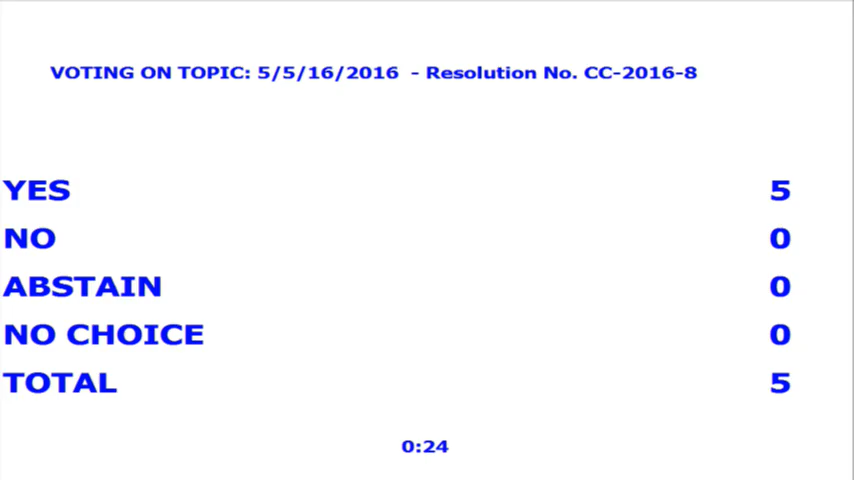 VOTING ON TOPIC: 5/5/16/2016 - Resolution No. CC-2016-8
YES 5
NO 0
ABSTAIN 0
NO CHOICE 0
TOTAL 5
0:24